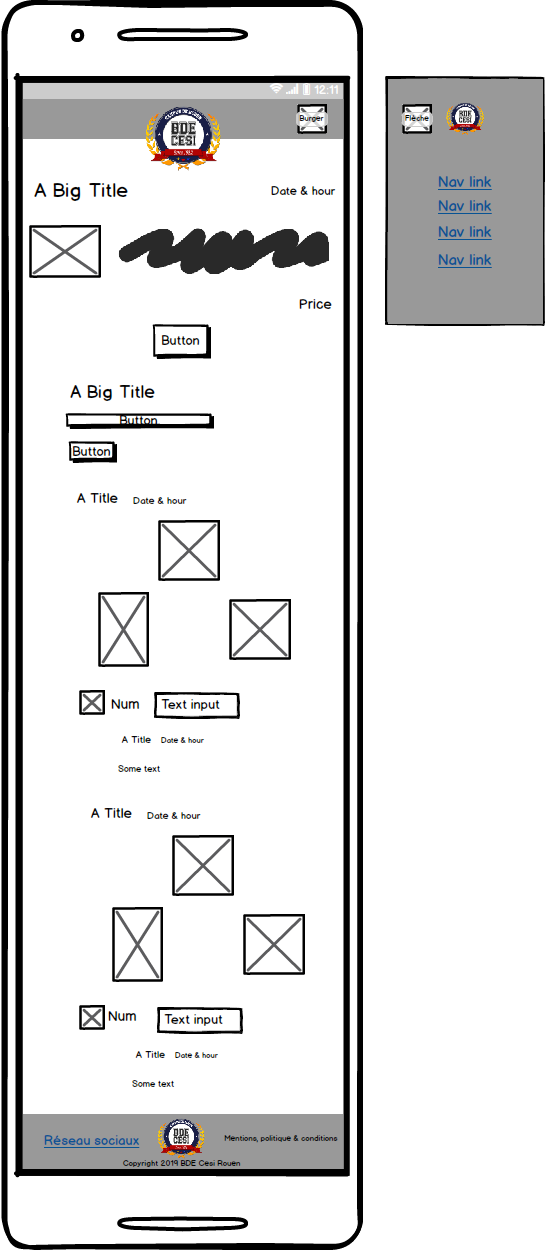 12:11
Burger
BDE
CESI
A Big Title
Date & hour
Price
Button
A Big Title
Button
Button
A Title
Date & hour
Num
Text input
A Title
Date & hour
Some text
A Title
Date & hour
Num
Text input
A Title
Date & hour
Some text
Réseau sociaux
BDE
CESI
Mentions, politique & conditions
Copyright 2019 BDE Cesi Rouen
Flèche
BDE
CESI
Nav link
Nav link
Nav link
Nav link